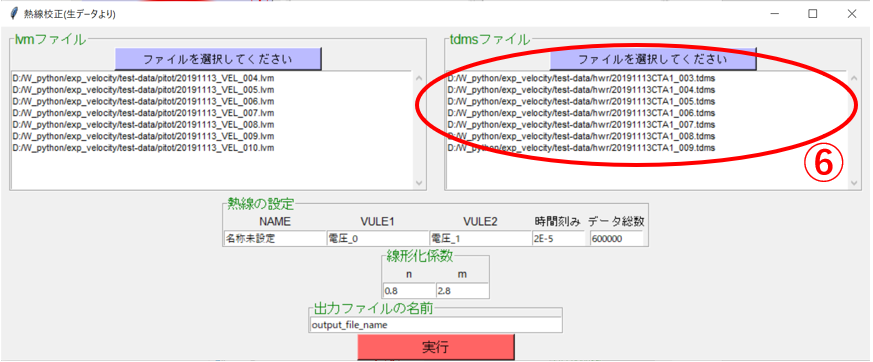 熱線校正(生データより)
lvmファイル
ファイルを選択してください
D:/W_python/exp_velocity/test-data/pitot/20191113_VEL_004.lvm
D:/W_python/exp_velocity/test-data/pitot/20191113_VEL_005.lvm
D:/W_python/exp_velocity/test-data/pitot/20191113_VEL_006.lvm
D:/W_python/exp_velocity/test-data/pitot/20191113_VEL_007.lvm
D:/W_python/exp_velocity/test-data/pitot/20191113_VEL_008.lvm
D:/W_python/exp_velocity/test-data/pitot/20191113_VEL_009.lvm
D:/W_python/exp_velocity/test-data/pitot/20191113_VEL_010.lvm
tdmsファイル
ファイルを選択してください
D:/W_python/exp_velocity/test-data/hwr/20191113CTA1_003.tdms
D:/W_python/exp_velocity/test-data/hwr/20191113CTA1_004.tdms
D:/W_python/exp_velocity/test-data/hwr/20191113CTA1_005.tdms
D:/W_python/exp_velocity/test-data/hwr/20191113CTA1_006.tdms
D:/W_python/exp_velocity/test-data/hwr/20191113CTA1_007.tdms
D:/W_python/exp_velocity/test-data/hwr/20191113CTA1_008.tdms
D:/W_python/exp_velocity/test-data/hwr/20191113CTA1_009.tdms
⑥
熱線の設定
NAME VULE1 VULE2 時間刻み データ総数
名称未設定 電圧_0 電圧_1 2E-5 600000
線形化係数
n m
0.8 2.8
出力ファイルの名前
output_file_name
実行